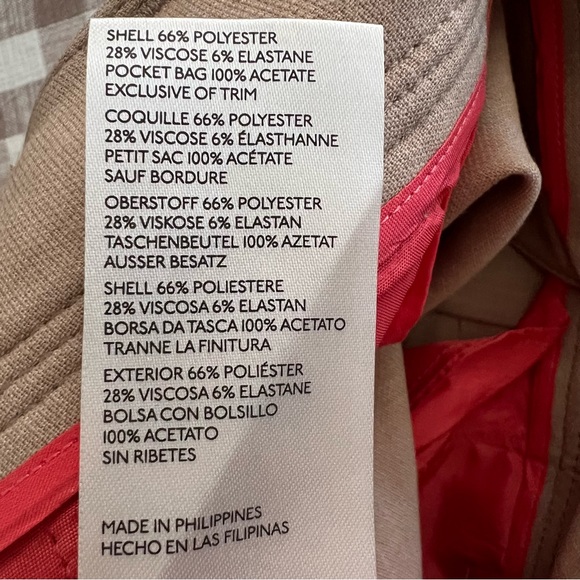 SHELL 66% POLYESTER
28% VISCOSE 6% ELASTANE
POCKET BAG 100% ACETATE
EXCLUSIVE OF TRIM
COQUILLE 66% POLYESTER
28% VISCOSE 6% ÉLASTHANNE
PETIT SAC 100% ACÉTATE
SAUF BORDURE
OBERSTOFF 66% POLYESTER
28% VISKOSE 6% ELASTAN
TASCHENBEUTEL 100% AZETAT
AUSSER BESATZ
SHELL 66% POLIESTERE
28% VISCOSA 6% ELASTAN
BORSA DA TASCA 100% ACETATO
TRANNE LA FINITURA
EXTERIOR 66% POLIÉSTER
28% VISCOSA 6% ELASTANE
BOLSA CON BOLSILLO
100% ACETATO
SIN RIBETES
MADE IN PHILIPPINES
HECHO EN LAS FILIPINAS